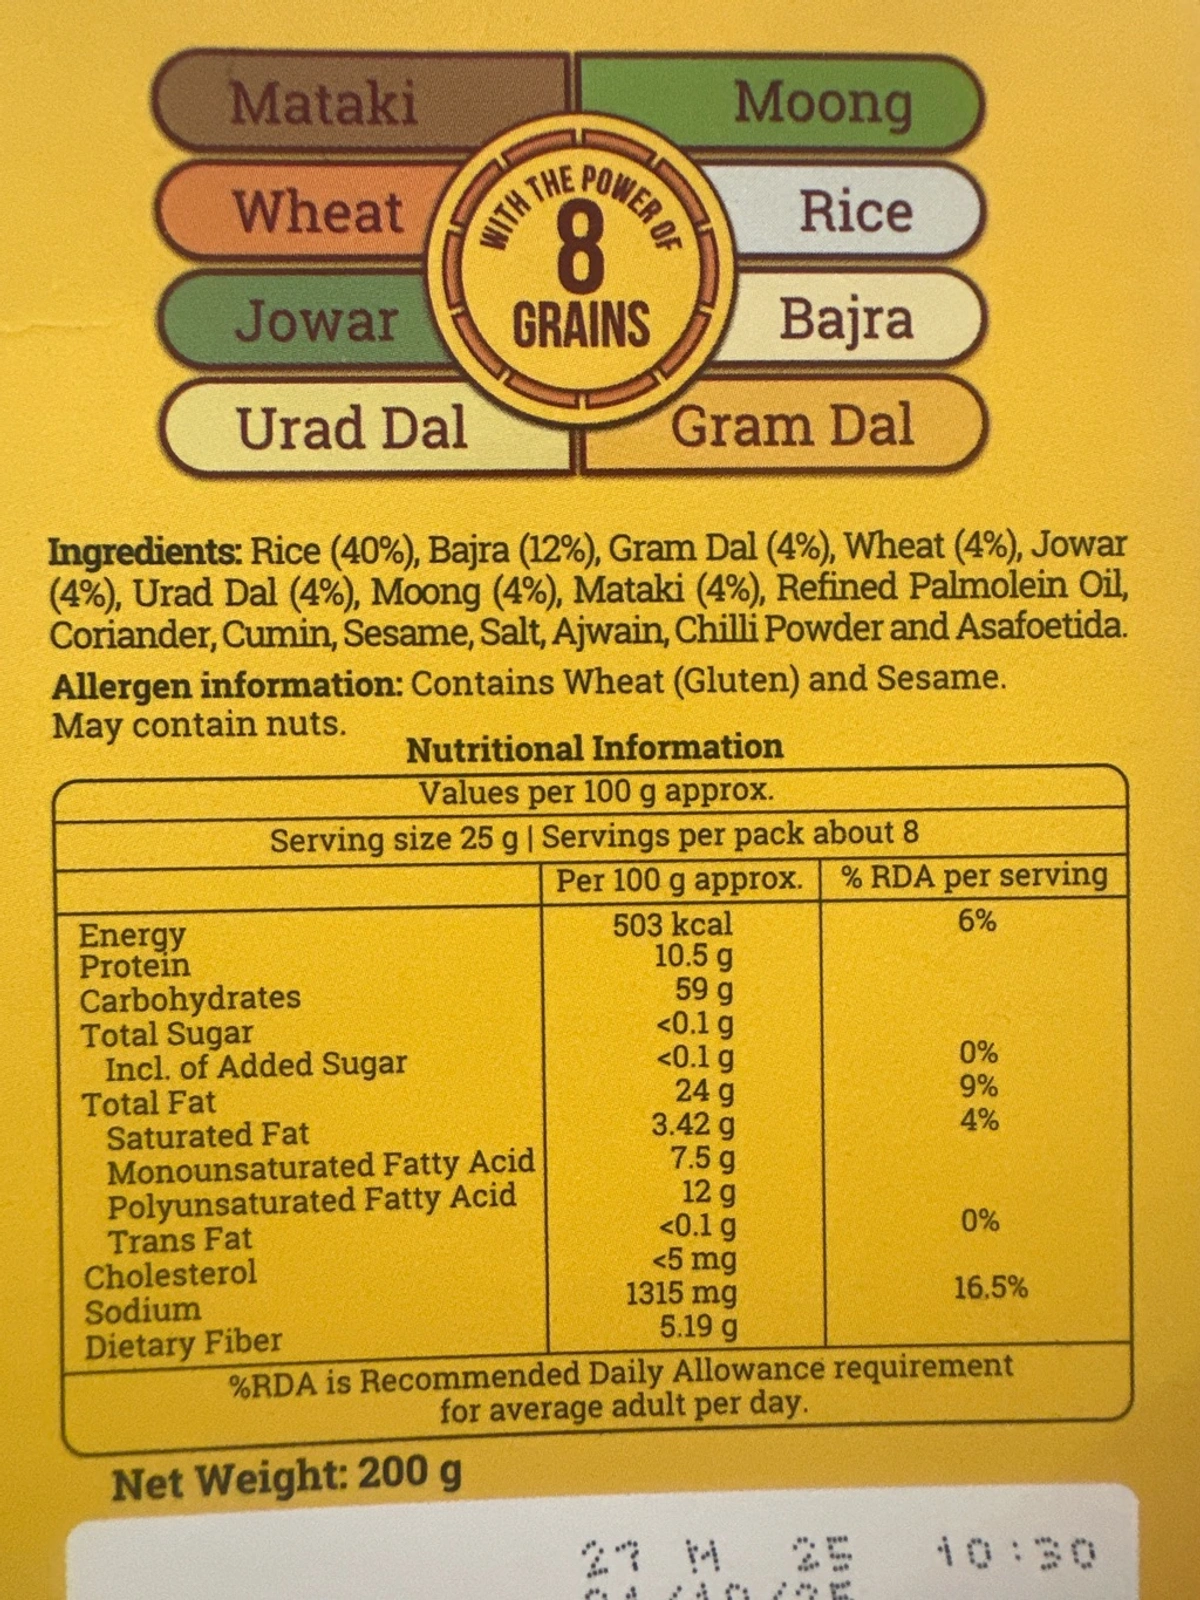 Mataki
Moong
Wheat
Rice
Jowar
Bajra
Urad Dal
Gram Dal
WITH THE POWER OF
8
GRAINS
Ingredients: Rice (40%), Bajra (12%), Gram Dal (4%), Wheat (4%), Jowar
(4%), Urad Dal (4%), Moong (4%), Mataki (4%), Refined Palmolein Oil,
Coriander, Cumin, Sesame, Salt, Ajwain, Chilli Powder and Asafoetida.
Allergen information: Contains Wheat (Gluten) and Sesame.
May contain nuts.
Nutritional Information
Values per 100 g approx.
Serving size 25 g | Servings per pack about 8
Per 100 g approx. % RDA per serving
Energy 503 kcal 6%
Protein 10.5 g
Carbohydrates 59 g
Total Sugar <0.1 g
Incl. of Added Sugar <0.1 g 0%
Total Fat 24 g 9%
Saturated Fat 3.42 g 4%
Monounsaturated Fatty Acid 7.5 g
Polyunsaturated Fatty Acid 12 g
Trans Fat <0.1 g 0%
Cholesterol <5 mg
Sodium 1315 mg 16.5%
Dietary Fiber 5.19 g
%RDA is Recommended Daily Allowance requirement
for average adult per day.
Net Weight: 200 g
27 M 25 10:30